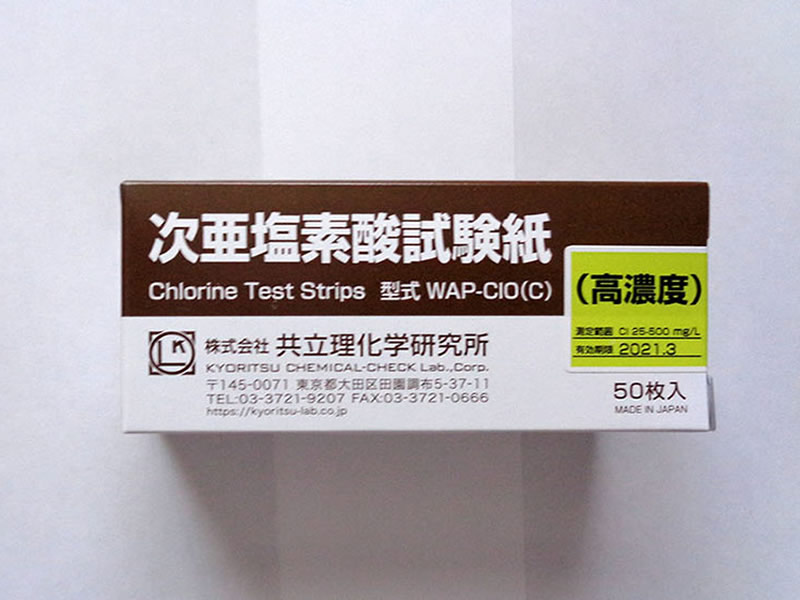 次亜塩素酸試験紙
Chlorine Test Strips 型式 WAP-ClO(C)
(高濃度)
測定範囲 Cl 25-500 mg/L
有効期限 2021.3
LK
株式会社 共立理化学研究所
KYORITSU CHEMICAL-CHECK Lab.,Corp.
〒145-0071 東京都大田区田園調布5-37-11
TEL:03-3721-9207 FAX:03-3721-0666
https://kyoritsu-lab.co.jp
50枚入
MADE IN JAPAN